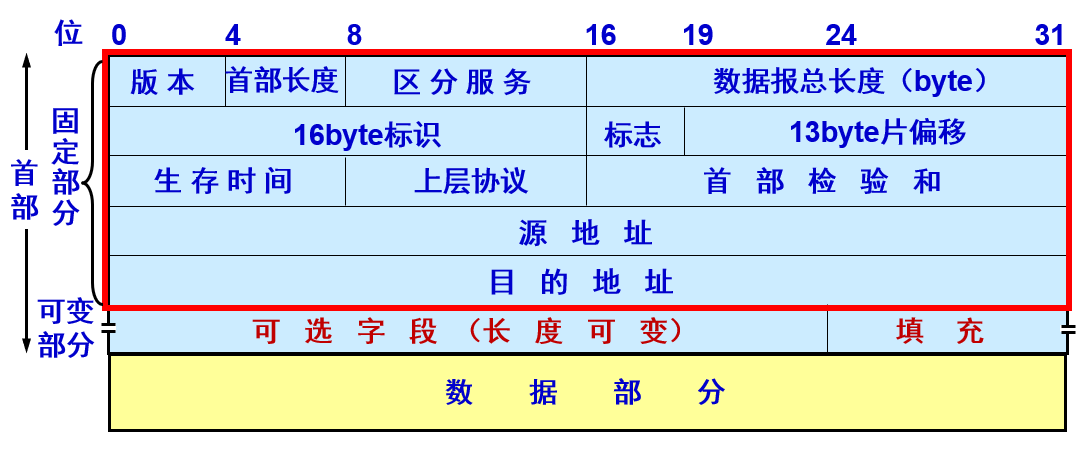 位 0 4 8 16 19 24 31
版本 首部长度 区分服务 数据报总长度（byte）
16byte标识 标志 13byte片偏移
生存时间 上层协议 首部检验和
源地址
目的地址
可选字段（长度可变） 填充
数据部分
首部
固定部分
可变部分